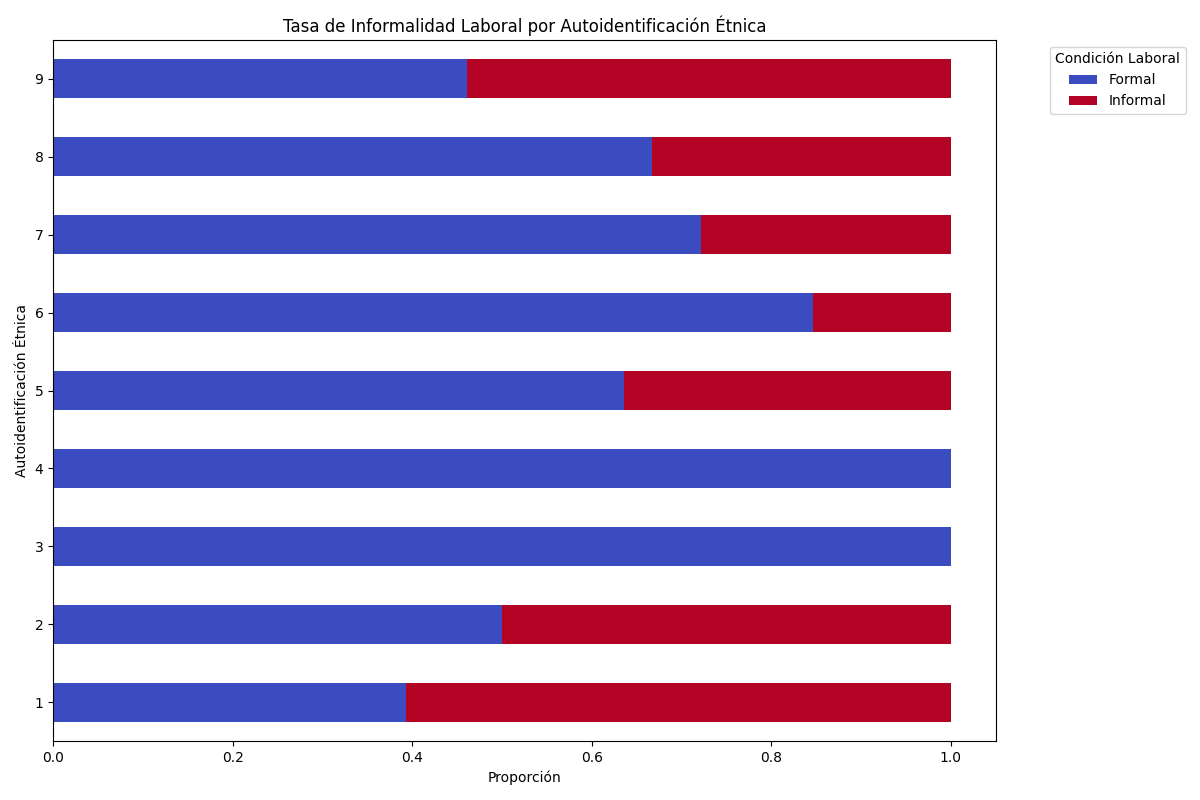 Tasa de Informalidad Laboral por Autoidentificación Étnica
Condición Laboral
Formal
Informal
Autoidentificación Étnica
9
8
7
6
5
4
3
2
1
0.0
0.2
0.4
0.6
0.8
1.0
Proporción